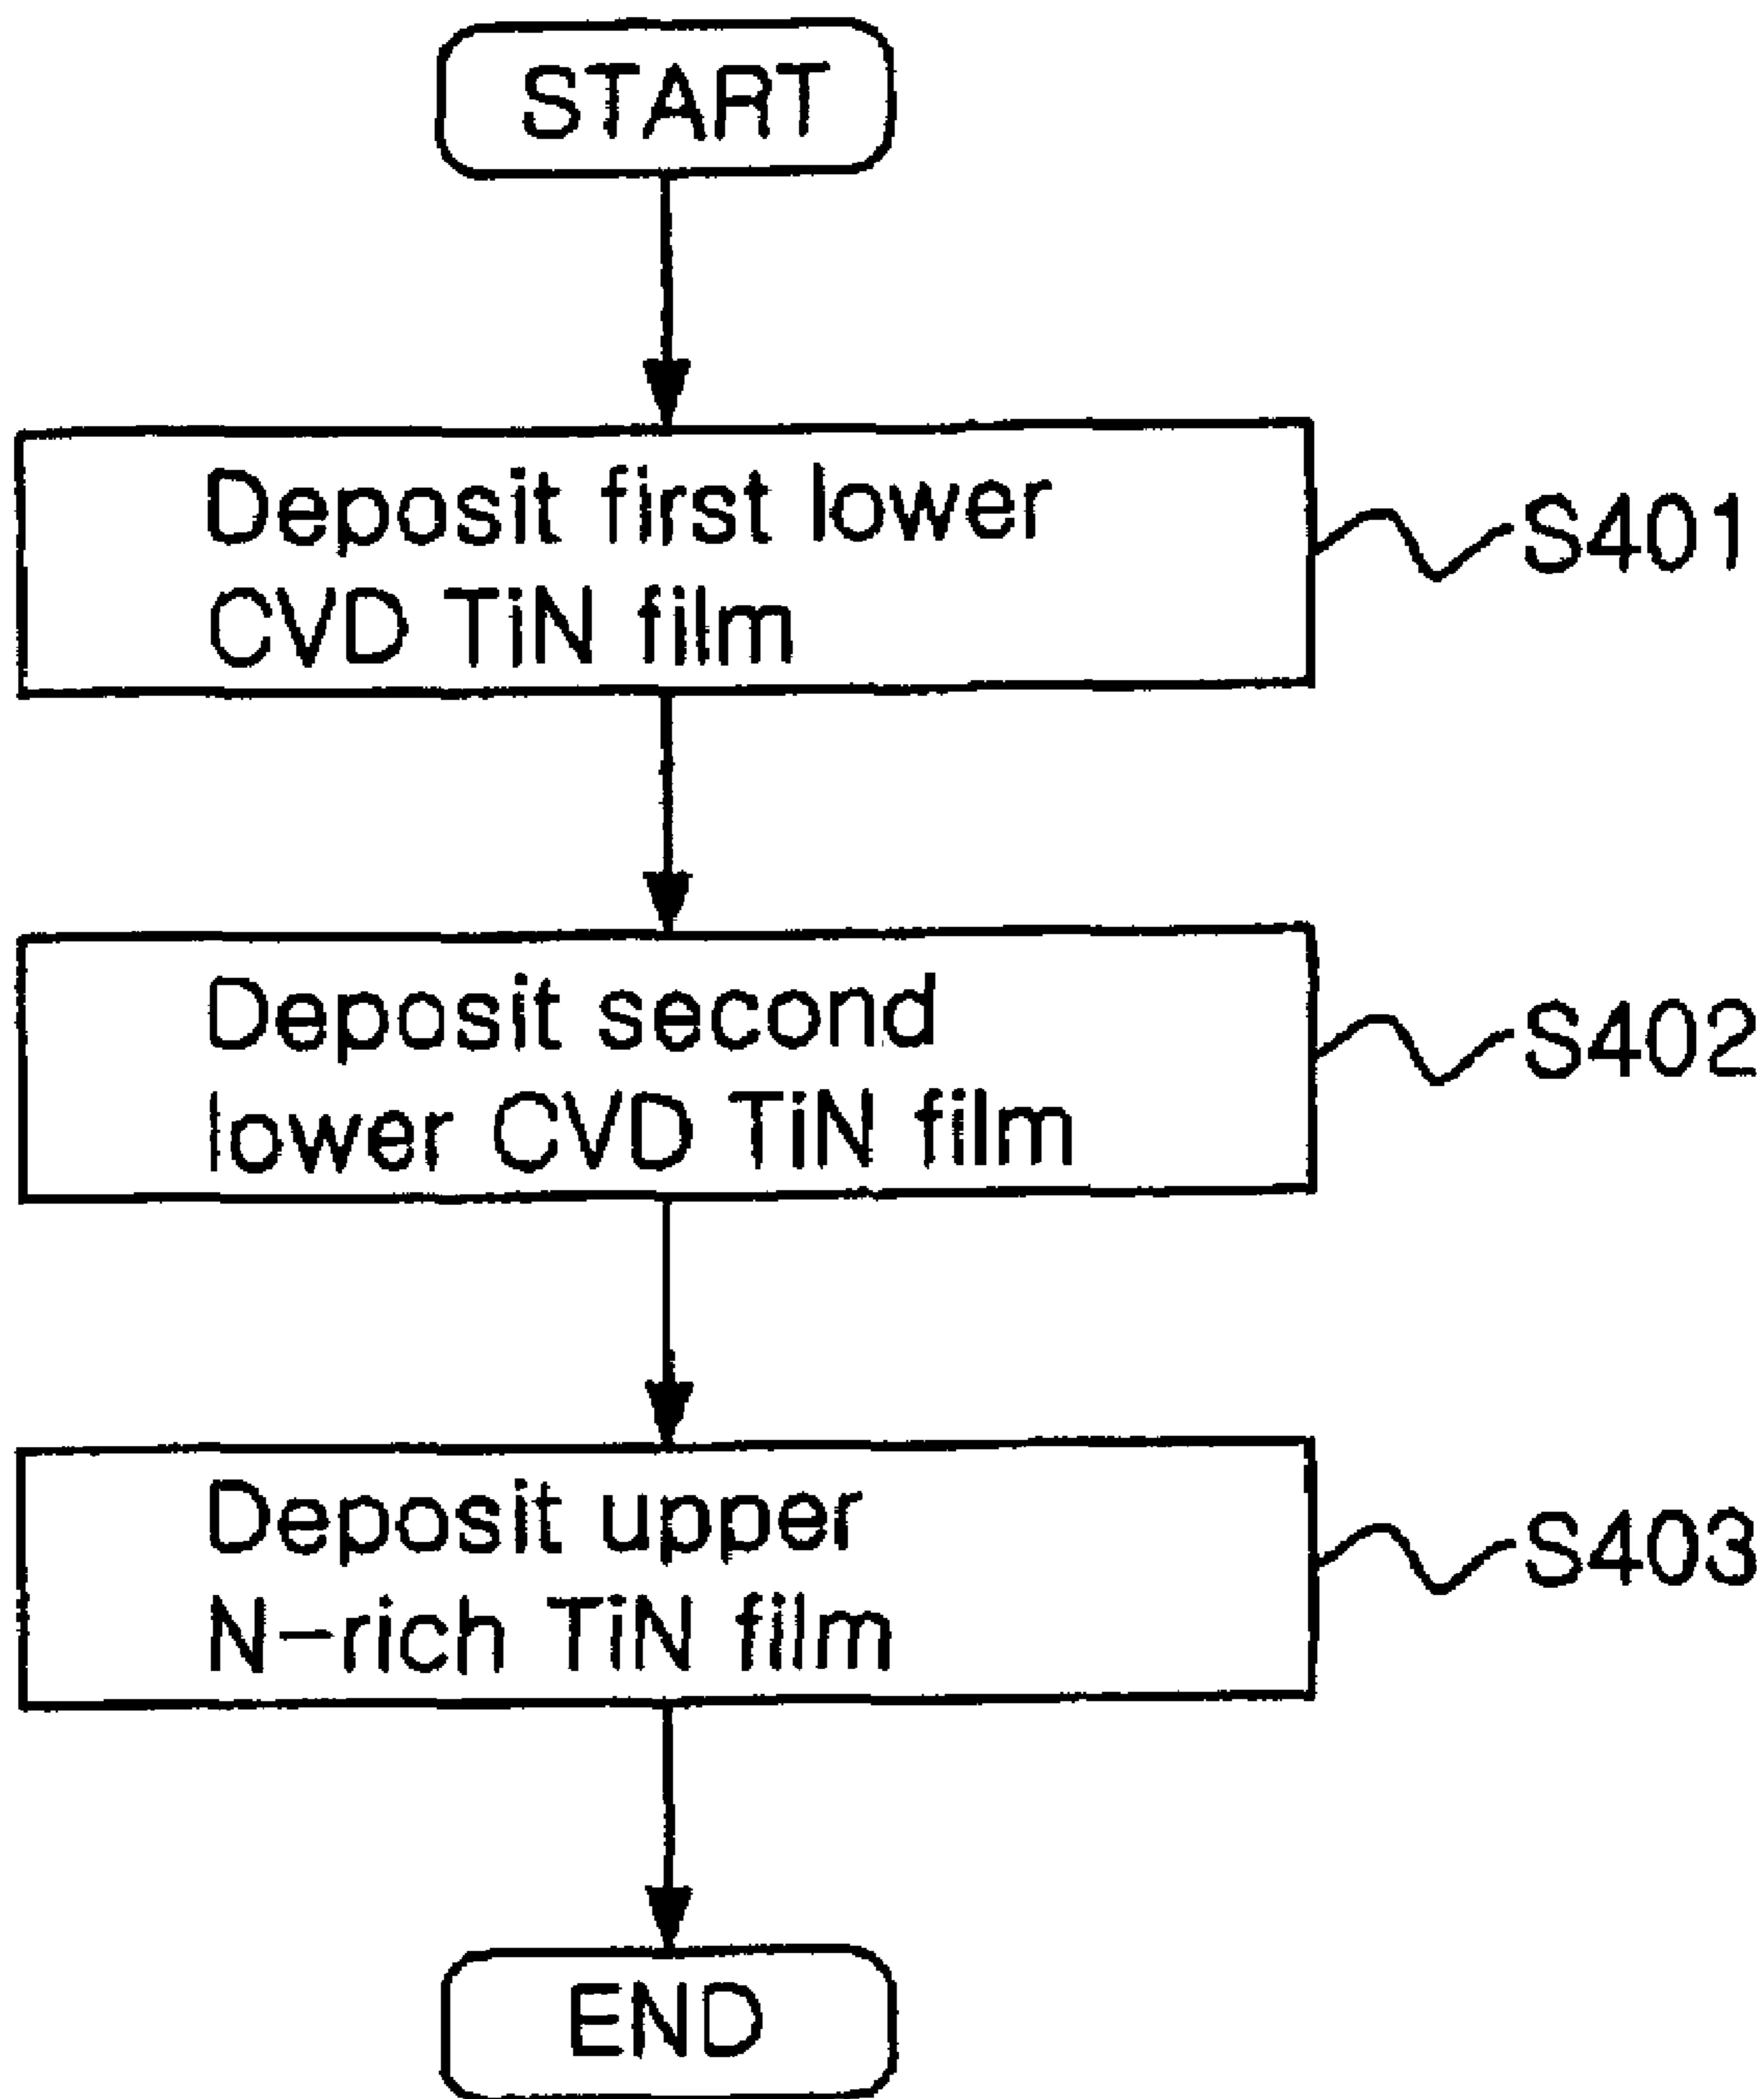 START
Deposit first lower
CVD TiN film
S401
Deposit second
lower CVD TiN film
S402
Deposit upper
N-rich TiN film
S403
END